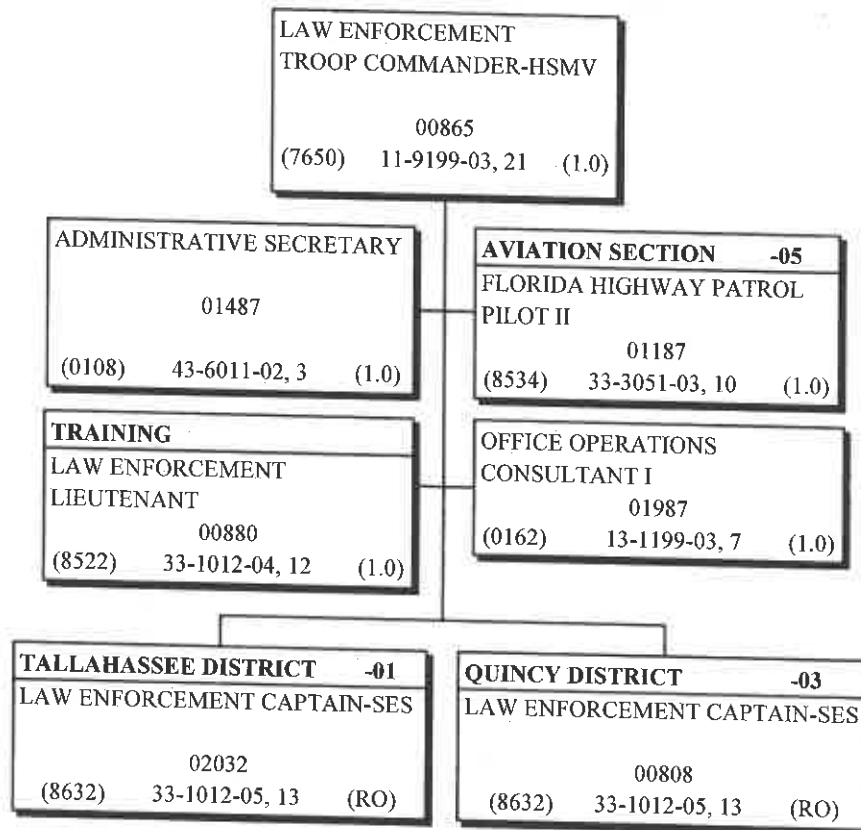 LAW ENFORCEMENT
TROOP COMMANDER-HSMV
00865
(7650) 11-9199-03, 21 (1.0)
ADMINISTRATIVE SECRETARY
01487
(0108) 43-6011-02, 3 (1.0)
AVIATION SECTION -05
FLORIDA HIGHWAY PATROL
PILOT II
01187
(8534) 33-3051-03, 10 (1.0)
TRAINING
LAW ENFORCEMENT
LIEUTENANT
00880
(8522) 33-1012-04, 12 (1.0)
OFFICE OPERATIONS
CONSULTANT I
01987
(0162) 13-1199-03, 7 (1.0)
TALLAHASSEE DISTRICT -01
LAW ENFORCEMENT CAPTAIN-SES
02032
(8632) 33-1012-05, 13 (RO)
QUINCY DISTRICT -03
LAW ENFORCEMENT CAPTAIN-SES
00808
(8632) 33-1012-05, 13 (RO)